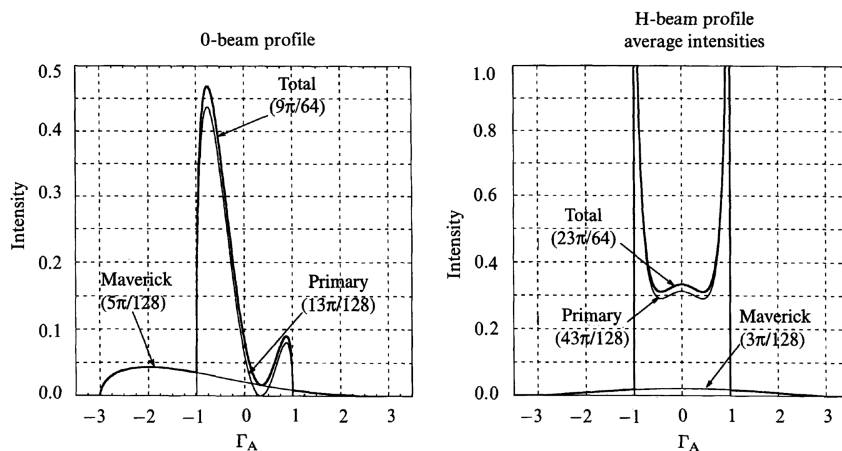 0-beam profile
0.5
0.4
0.3
0.2
0.1
0.0
Intensity
Total
(9π/64)
Maverick
(5π/128)
Primary
(13π/128)
−3
−2
−1
0
1
2
3
Γ_A
H-beam profile
average intensities
1.0
0.8
0.6
0.4
0.2
0.0
Intensity
Total
(23π/64)
Primary
(43π/128)
Maverick
(3π/128)
−3
−2
−1
0
1
2
3
Γ_A